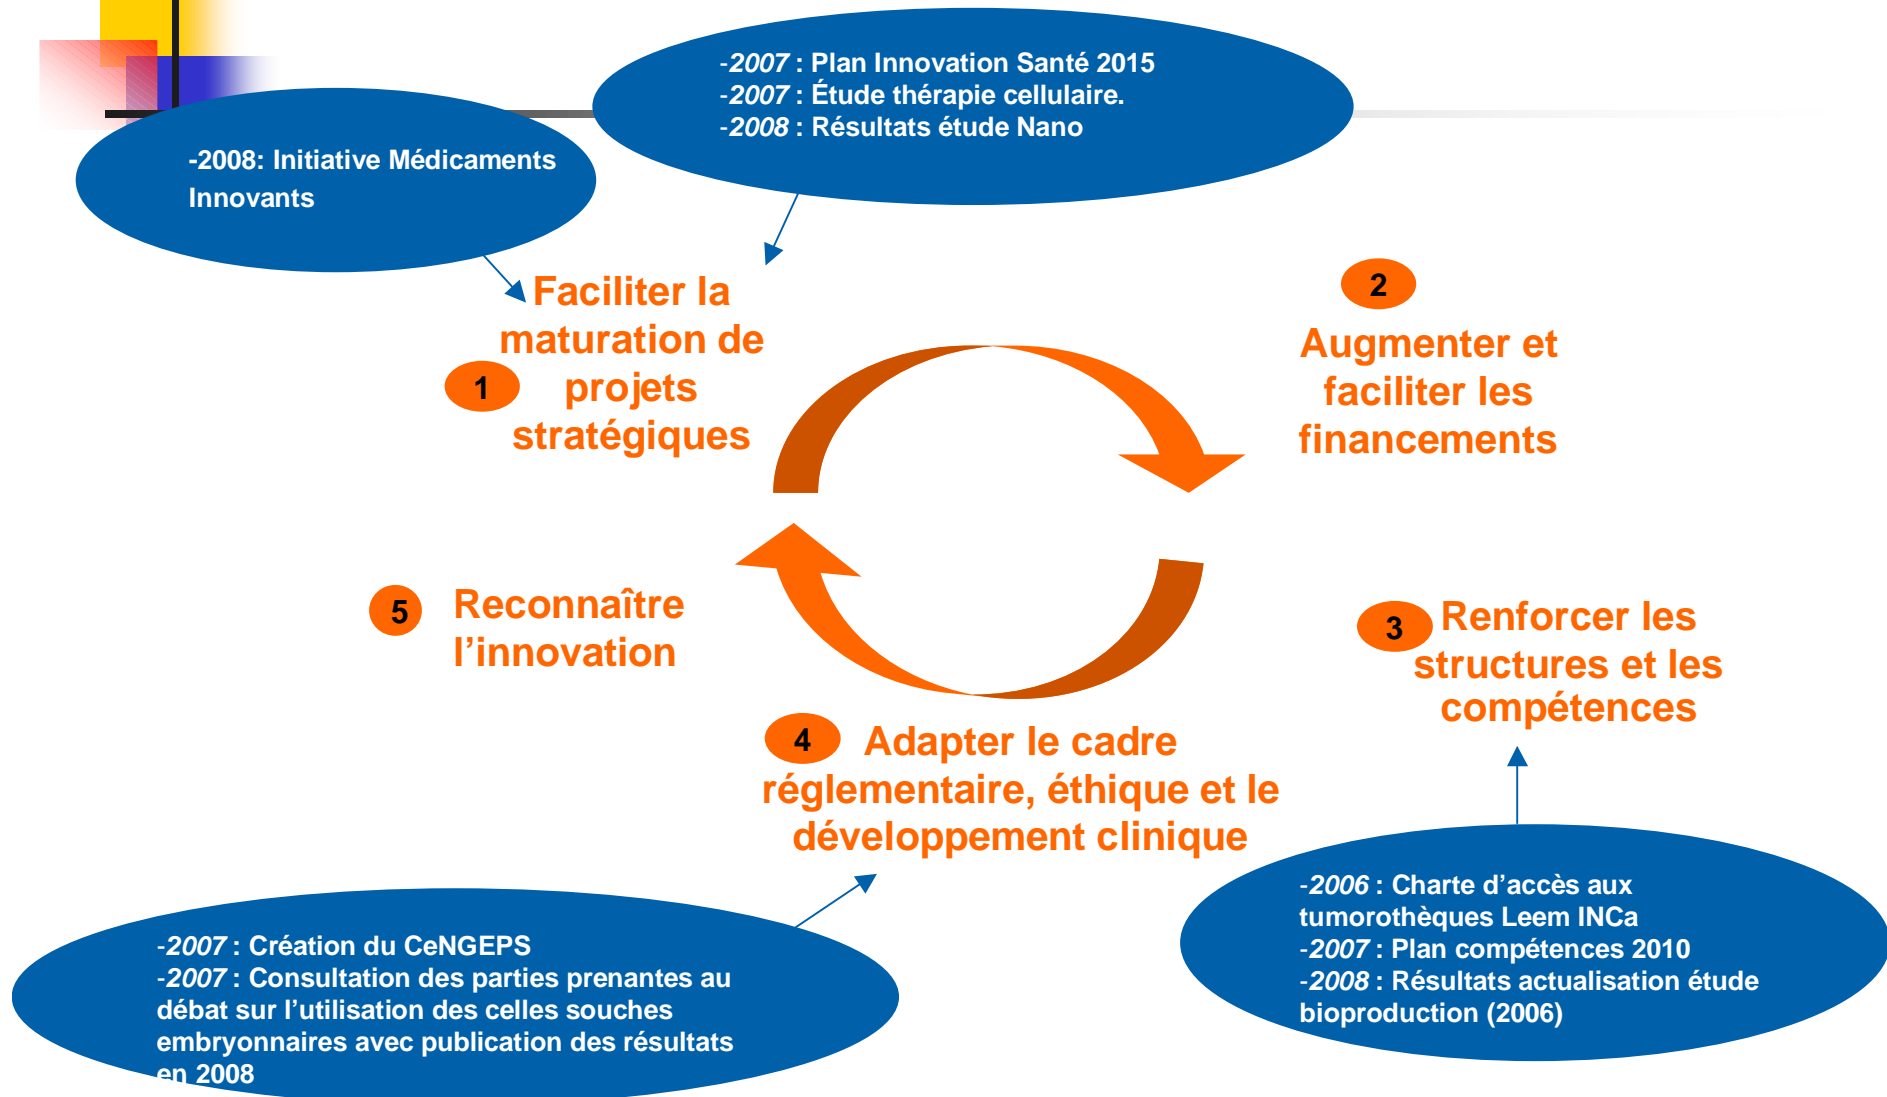 -2007 : Plan Innovation Santé 2015
-2007 : Étude thérapie cellulaire.
-2008 : Résultats étude Nano
-2008: Initiative Médicaments
Innovants
1
Faciliter la
maturation de
projets
stratégiques
2
Augmenter et
faciliter les
financements
3
Renforcer les
structures et les
compétences
4
Adapter le cadre
réglementaire, éthique et le
développement clinique
5
Reconnaître
l’innovation
-2007 : Création du CeNGEPS
-2007 : Consultation des parties prenantes au
débat sur l’utilisation des celles souches
embryonnaires avec publication des résultats
en 2008
-2006 : Charte d’accès aux
tumorothèques Leem INCa
-2007 : Plan compétences 2010
-2008 : Résultats actualisation étude
bioproduction (2006)